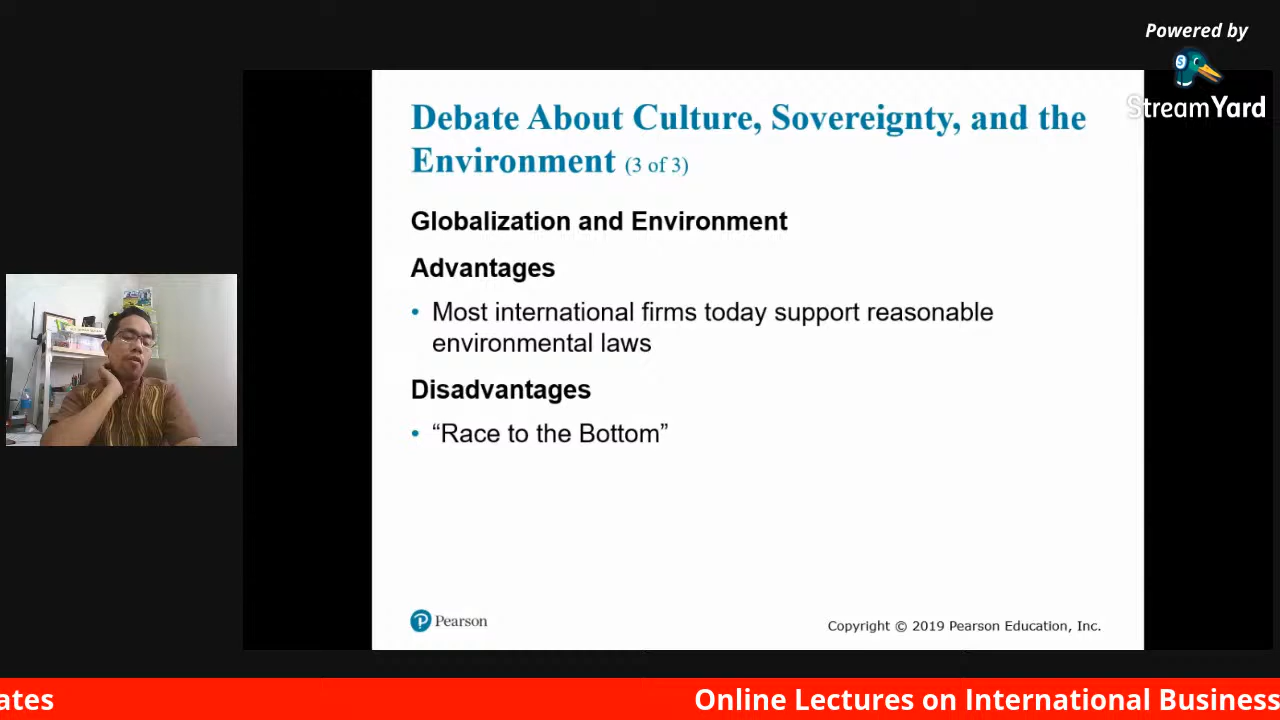 Powered by
StreamYard
Debate About Culture, Sovereignty, and the
Environment (3 of 3)
Globalization and Environment
Advantages
• Most international firms today support reasonable
environmental laws
Disadvantages
• “Race to the Bottom”
Pearson
Copyright © 2019 Pearson Education, Inc.
ates Online Lectures on International Business